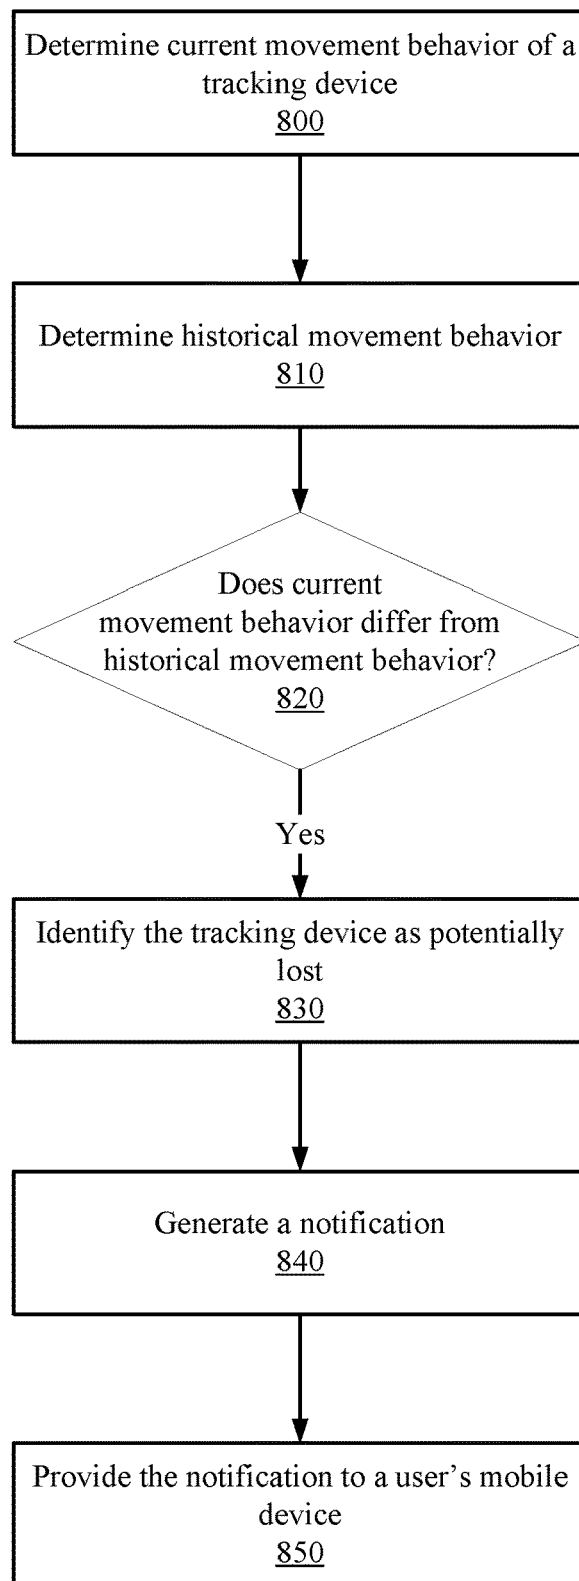 Determine current movement behavior of a
tracking device
800
Determine historical movement behavior
810
Does current
movement behavior differ from
historical movement behavior?
820
Yes
Identify the tracking device as potentially
lost
830
Generate a notification
840
Provide the notification to a user's mobile
device
850